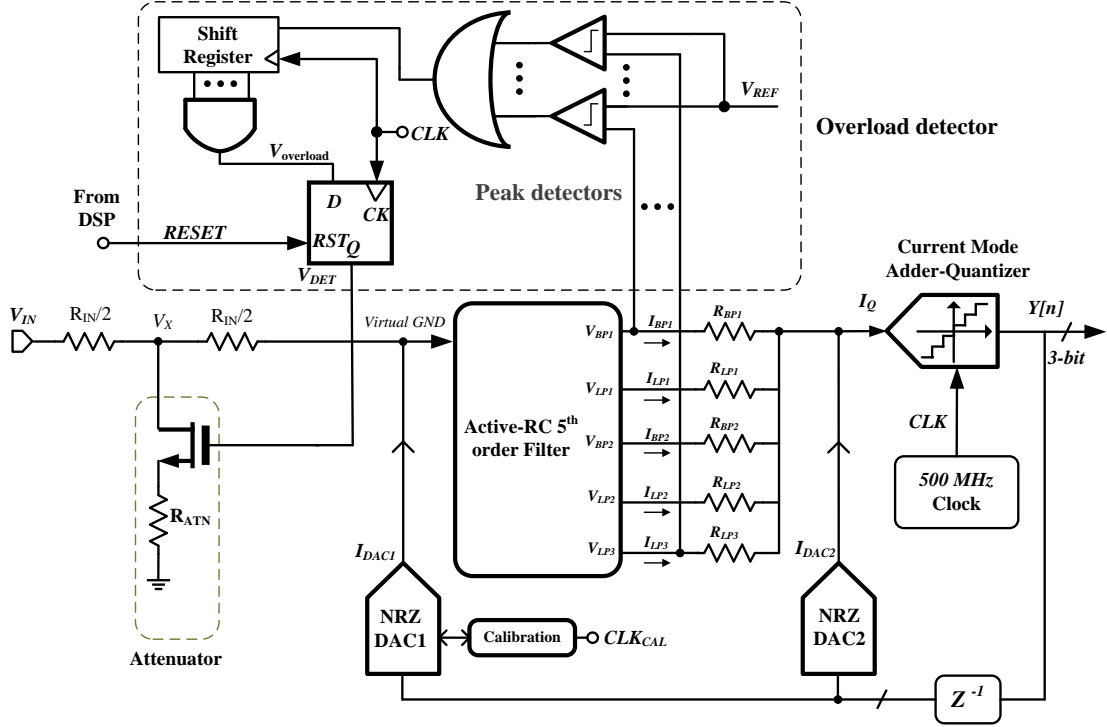 Shift
Register
CLK
V_REF
Overload detector
V_overload
Peak detectors
From
DSP
RESET
D
CK
RST
Q
V_DET
Current Mode
Adder-Quantizer
V_IN
R_IN/2
V_X
R_IN/2
Virtual GND
V_BP1
I_BP1
R_BP1
I_Q
Y[n]
3-bit
V_LP1
I_LP1
R_LP1
Active-RC 5th
order Filter
V_BP2
I_BP2
R_BP2
CLK
V_LP2
I_LP2
R_LP2
500 MHz
Clock
R_ATN
V_LP3
I_LP3
R_LP3
I_DAC1
I_DAC2
NRZ
DAC1
Calibration
CLK_CAL
NRZ
DAC2
Attenuator
Z -1